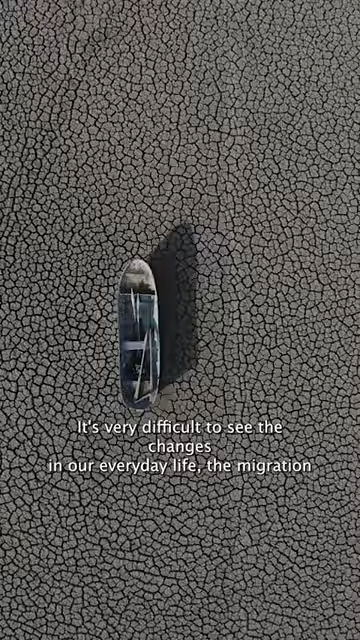 It's very difficult to see the
changes
in our everyday life, the migration